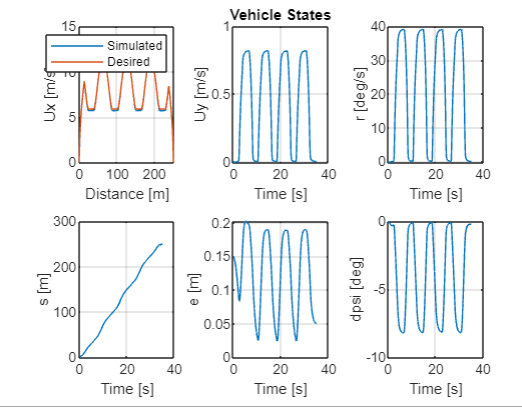 Vehicle States
Simulated
Desired
Ux [m/s
15
10
5
0
0 100 200
Distance [m]
Uy [m/s]
1
0.5
0
0 20 40
Time [s]
r [deg/s]
40
30
20
10
0
0 20 40
Time [s]
s [m]
300
200
100
0
0 20 40
Time [s]
e [m]
0.2
0.15
0.1
0.05
0
0 20 40
Time [s]
dpsi [deg]
0
-5
-10
0 20 40
Time [s]